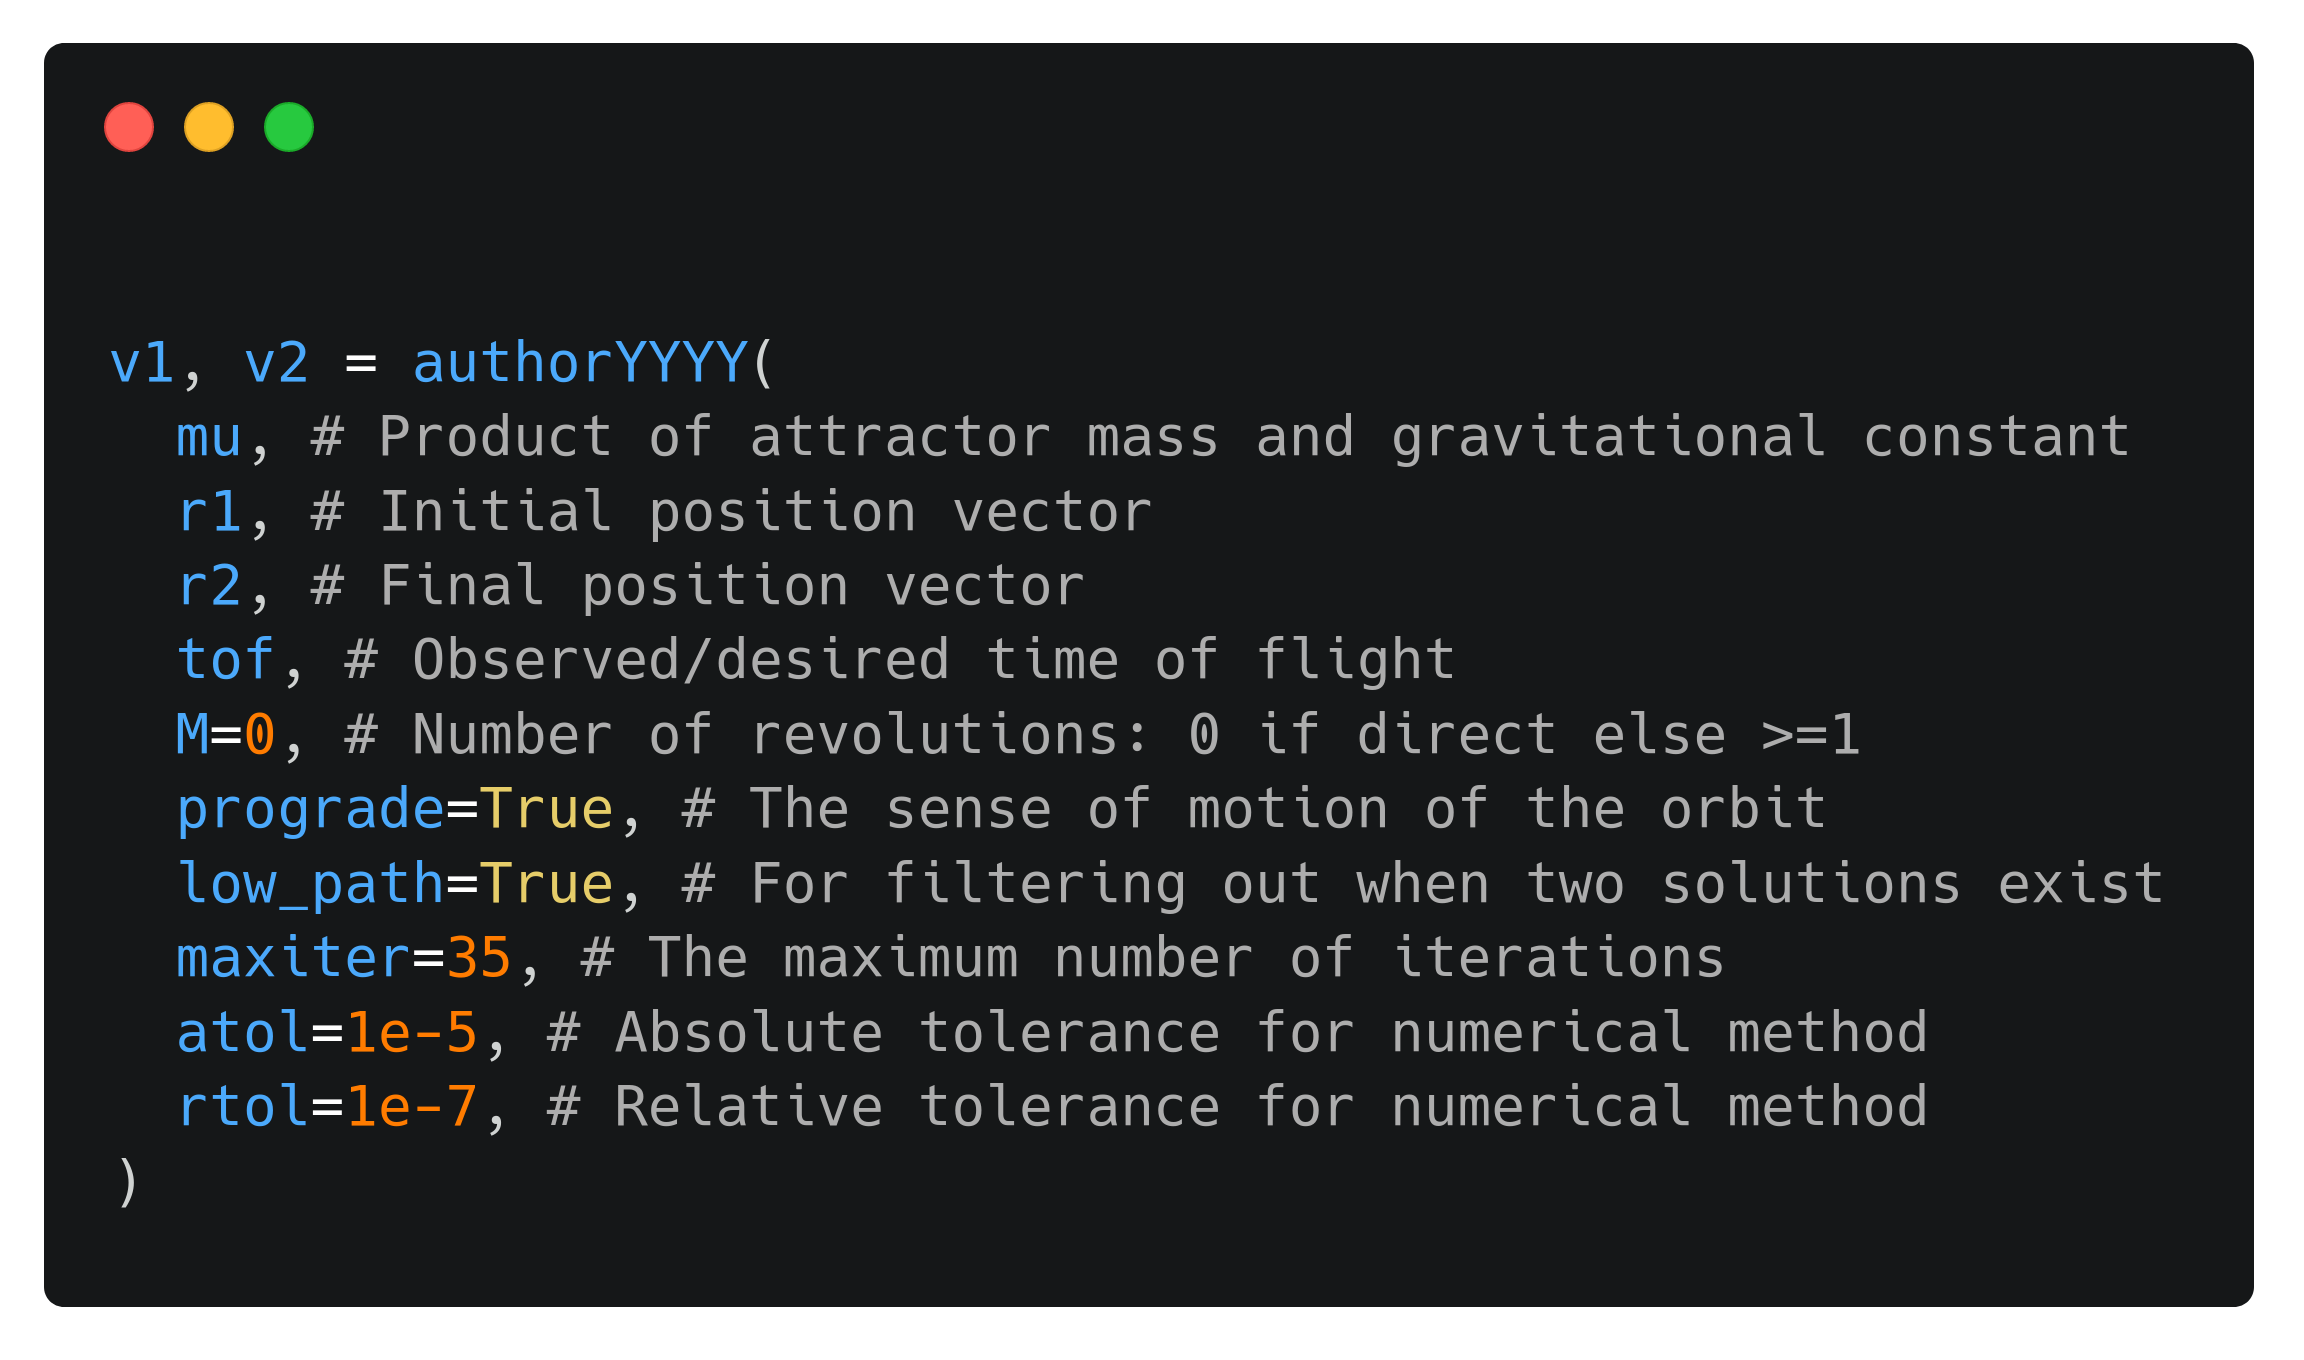 v1, v2 = authorYYYY(
  mu, # Product of attractor mass and gravitational constant
  r1, # Initial position vector
  r2, # Final position vector
  tof, # Observed/desired time of flight
  M=0, # Number of revolutions: 0 if direct else >=1
  prograde=True, # The sense of motion of the orbit
  low_path=True, # For filtering out when two solutions exist
  maxiter=35, # The maximum number of iterations
  atol=1e-5, # Absolute tolerance for numerical method
  rtol=1e-7, # Relative tolerance for numerical method
)